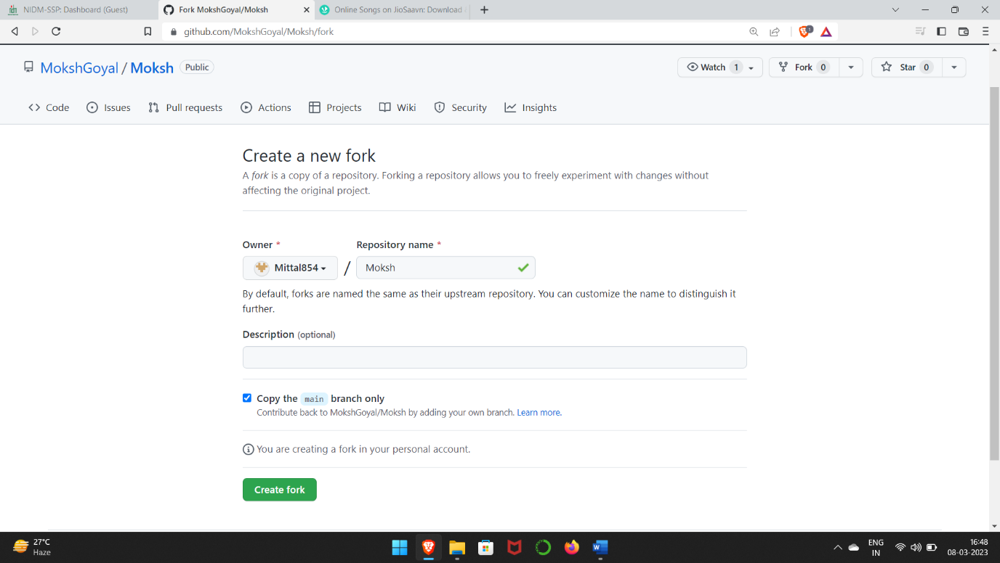 NIDM-SSP: Dashboard (Guest)
Fork MokshGoyal/Moksh
Online Songs on JioSaavn: Download
github.com/MokshGoyal/Moksh/fork
1
MokshGoyal / Moksh Public
Watch 1
Fork 0
Star 0
Code
Issues
Pull requests
Actions
Projects
Wiki
Security
Insights
Create a new fork
A fork is a copy of a repository. Forking a repository allows you to freely experiment with changes without
affecting the original project.
Owner *
Repository name *
Mittal854 / Moksh
By default, forks are named the same as their upstream repository. You can customize the name to distinguish it
further.
Description (optional)
Copy the main branch only
Contribute back to MokshGoyal/Moksh by adding your own branch. Learn more.
You are creating a fork in your personal account.
Create fork
27°C
Haze
ENG
IN
16:48
08-03-2023